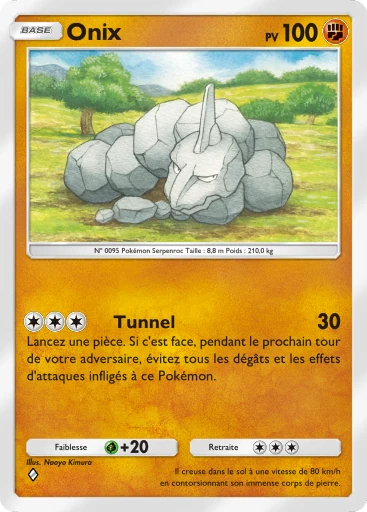 BASE Onix PV 100
N° 0095 Pokémon Serpenroc Taille : 8,8 m Poids : 210,0 kg
Tunnel 30
Lancez une pièce. Si c'est face, pendant le prochain tour
de votre adversaire, évitez tous les dégâts et les effets
d'attaques infligés à ce Pokémon.
Faiblesse +20 Retraite
Illus. Naoyo Kimura
Il creuse dans le sol à une vitesse de 80 km/h
en contorsionnant son immense corps de pierre.